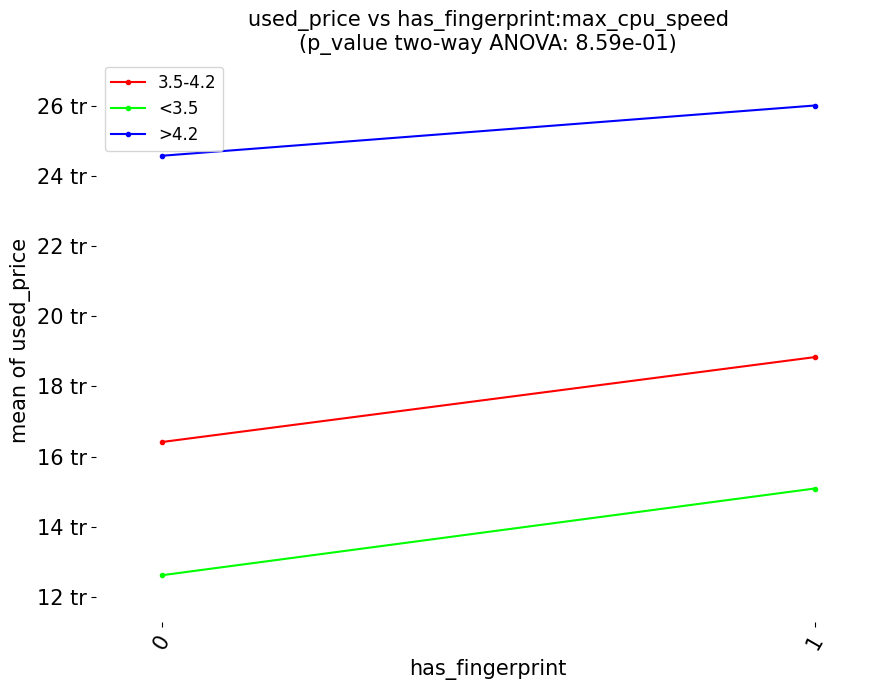 used_price vs has_fingerprint:max_cpu_speed
(p_value two-way ANOVA: 8.59e-01)
3.5-4.2
<3.5
>4.2
26 tr
24 tr
22 tr
20 tr
18 tr
16 tr
14 tr
12 tr
mean of used_price
0
1
has_fingerprint